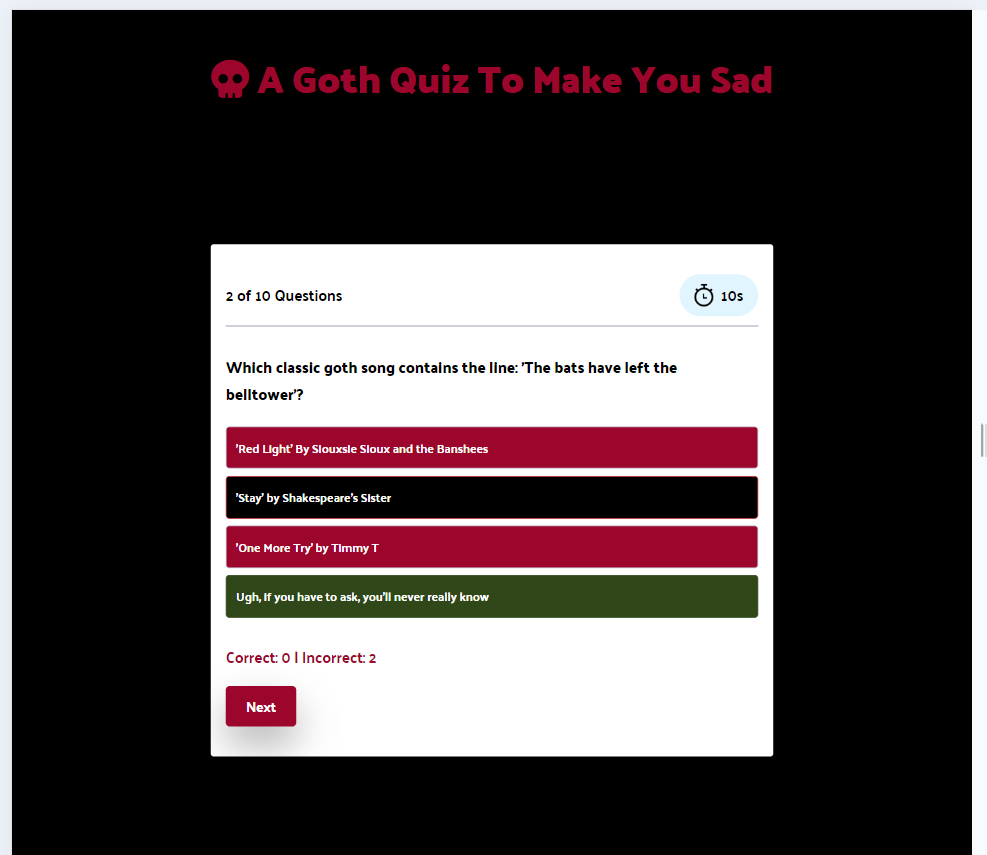 A Goth Quiz To Make You Sad
2 of 10 Questions
10s
Which classic goth song contains the line: 'The bats have left the
belltower'?
'Red Light' By Siouxsie Sioux and the Banshees
'Stay' by Shakespeare's Sister
'One More Try' by Timmy T
Ugh, if you have to ask, you'll never really know
Correct: 0 | Incorrect: 2
Next